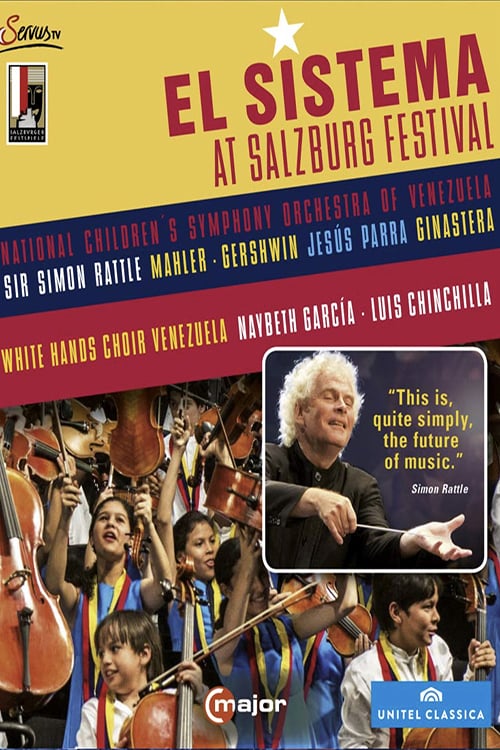 ServusTV
SALZBURGER
FESTSPIELE
EL SISTEMA
AT SALZBURG FESTIVAL
NATIONAL CHILDREN'S SYMPHONY ORCHESTRA OF VENEZUELA
SIR SIMON RATTLE MAHLER · GERSHWIN JESÚS PARRA GINASTERA
WHITE HANDS CHOIR VENEZUELA NAYBETH GARCÍA · LUIS CHINCHILLA
“This is,
quite simply,
the future
of music.”
Simon Rattle
C major
UNITEL CLASSICA